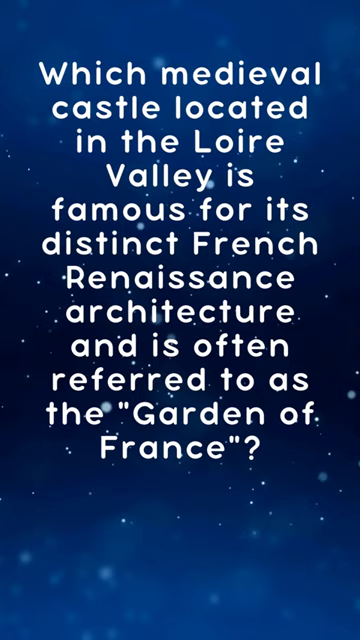 Which medieval
castle located
in the Loire
Valley is
famous for its
distinct French
Renaissance
architecture
and is often
referred to as
the "Garden of
France"?